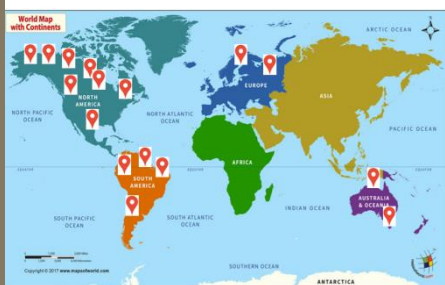 World Map
with Continents
ARCTIC OCEAN
NORTH PACIFIC
OCEAN
NORTH
AMERICA
NORTH ATLANTIC
OCEAN
EUROPE
ASIA
PACIFIC
OCEAN
AFRICA
EQUATOR
EQUATOR
SOUTH
AMERICA
INDIAN OCEAN
AUSTRALIA
& OCEANIA
SOUTH PACIFIC
OCEAN
SOUTH ATLANTIC
OCEAN
SOUTHERN OCEAN
Copyright © 2017 www.mapsofworld.com
ANTARCTICA